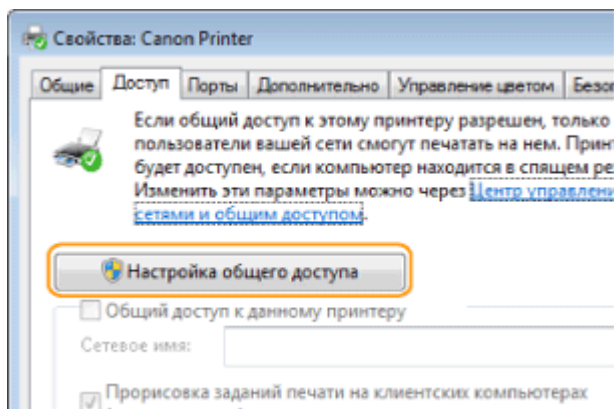 Свойства: Canon Printer
Общие Доступ Порты Дополнительно Управление цветом
Если общий доступ к этому принтеру разрешен, только
пользователи вашей сети смогут печатать на нем.
будет доступен, если компьютер находится в спящем
Изменить эти параметры можно через Центр
сетями и общим доступом.
Настройка общего доступа
Общий доступ к данному принтеру
Сетевое имя:
Прорисовка заданий печати на клиентских компьютерах